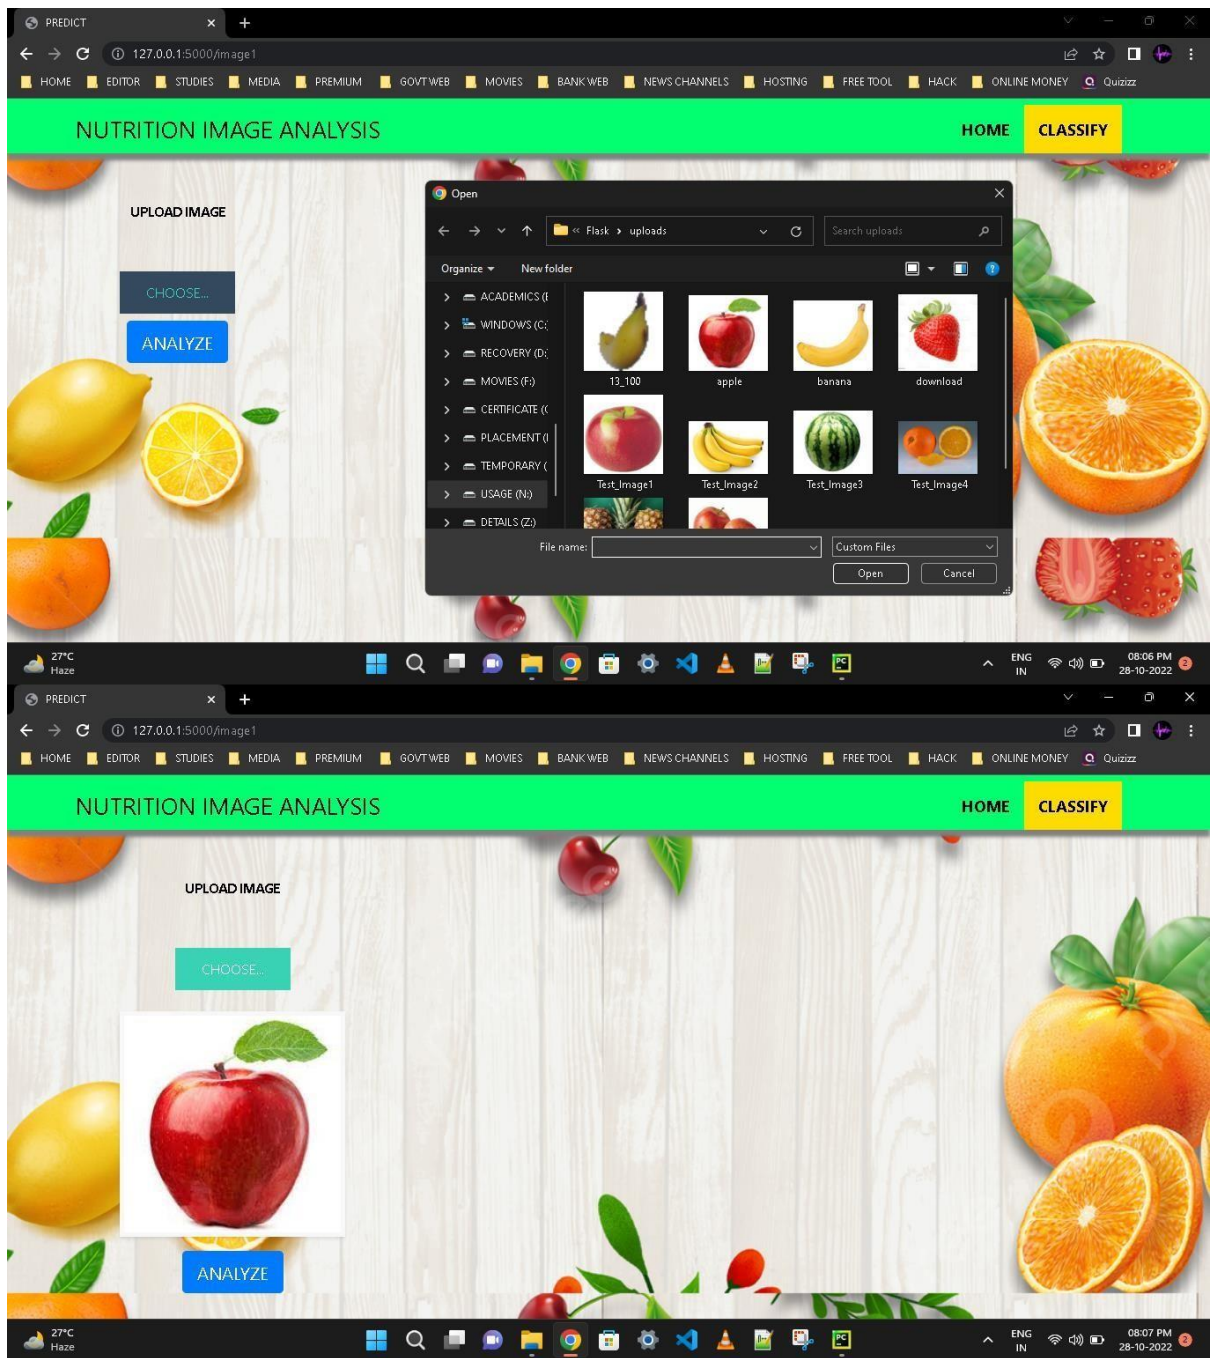 PREDICT
127.0.0.1:5000/image1
HOME EDITOR STUDIES MEDIA PREMIUM GOVT WEB MOVIES BANK WEB NEWS CHANNELS HOSTING FREE TOOL HACK ONLINE MONEY Quizizz
NUTRITION IMAGE ANALYSIS HOME CLASSIFY
UPLOAD IMAGE
CHOOSE...
ANALYZE
Open
« Flask › uploads Search uploads
Organize New folder
ACADEMICS (E
WINDOWS (C:)
RECOVERY (D:)
MOVIES (F:)
CERTIFICATE (
PLACEMENT (
TEMPORARY (
USAGE (N:)
DETAILS (Z:)
13_100 apple banana download
Test_Image1 Test_Image2 Test_Image3 Test_Image4
File name: Custom Files
Open Cancel
27°C
Haze
ENG
IN
08:06 PM
28-10-2022
2
PREDICT
127.0.0.1:5000/image1
HOME EDITOR STUDIES MEDIA PREMIUM GOVT WEB MOVIES BANK WEB NEWS CHANNELS HOSTING FREE TOOL HACK ONLINE MONEY Quizizz
NUTRITION IMAGE ANALYSIS HOME CLASSIFY
UPLOAD IMAGE
CHOOSE...
ANALYZE
27°C
Haze
ENG
IN
08:07 PM
28-10-2022
2